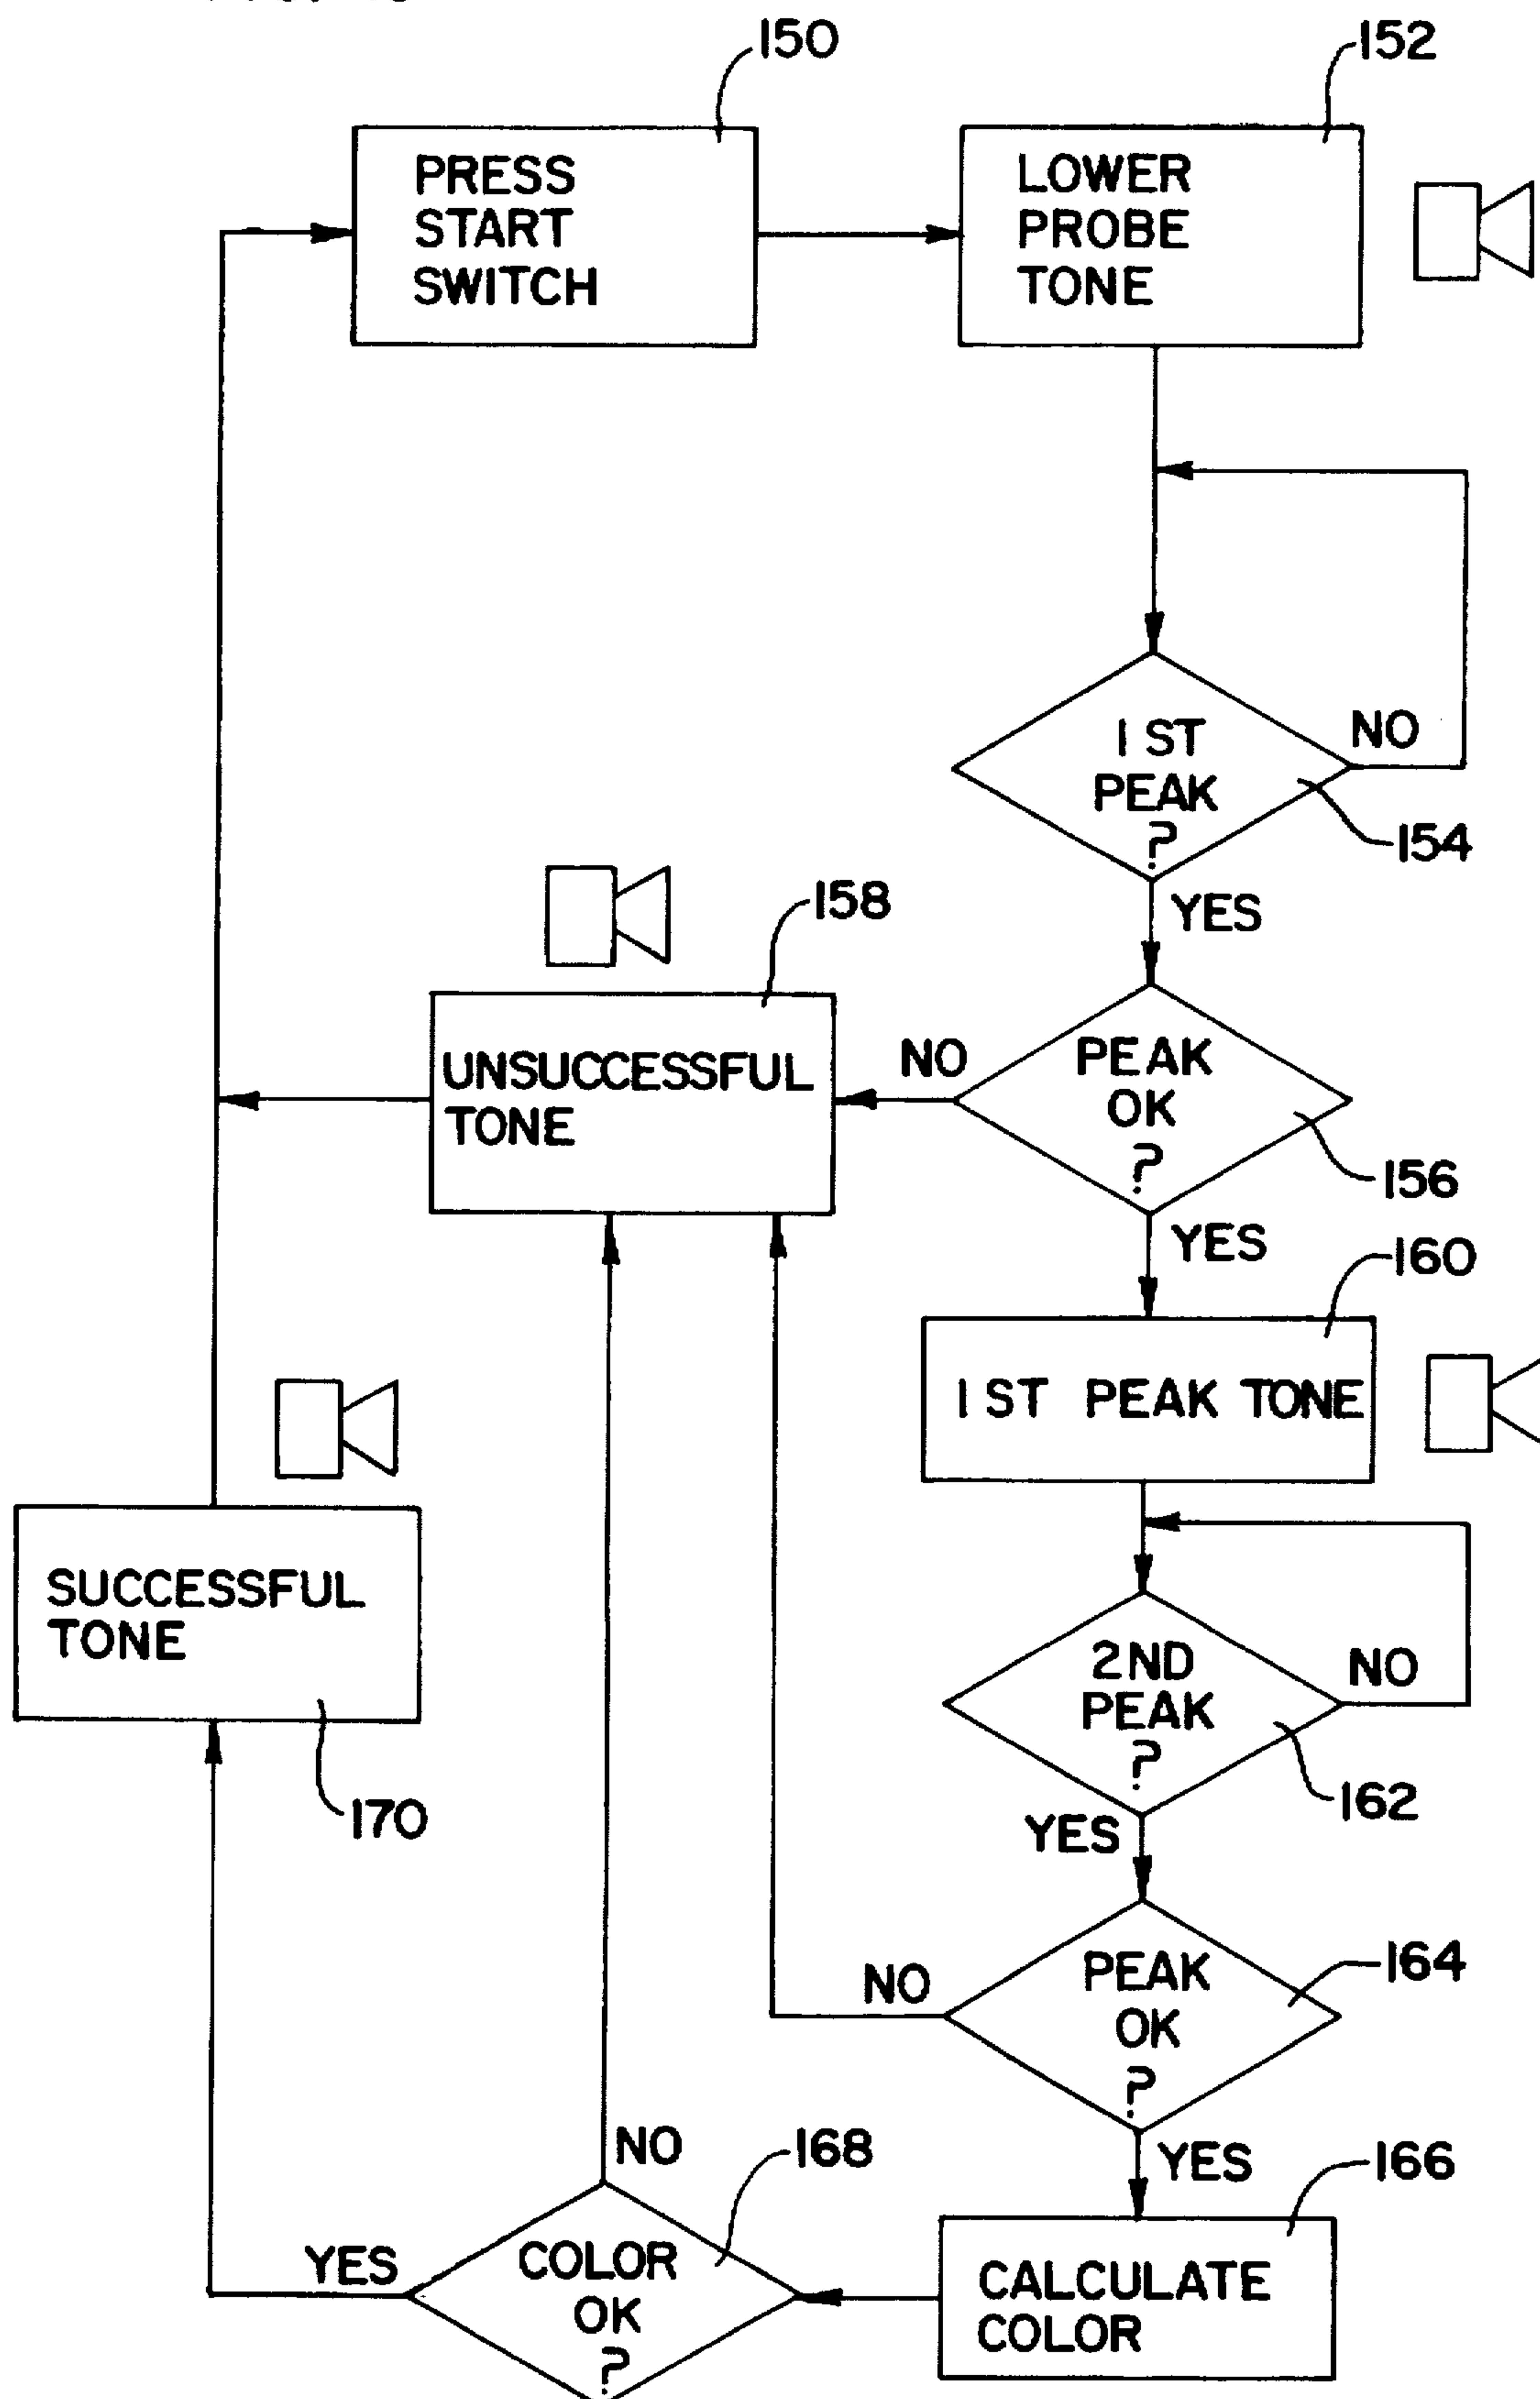 150
152
PRESS
START
SWITCH
LOWER
PROBE
TONE
1 ST
PEAK
?
NO
154
YES
158
UNSUCCESSFUL
TONE
NO
PEAK
OK
?
156
YES
160
1 ST PEAK TONE
SUCCESSFUL
TONE
170
2ND
PEAK
?
NO
162
YES
PEAK
OK
?
164
NO
YES
166
NO
168
YES
COLOR
OK
?
CALCULATE
COLOR